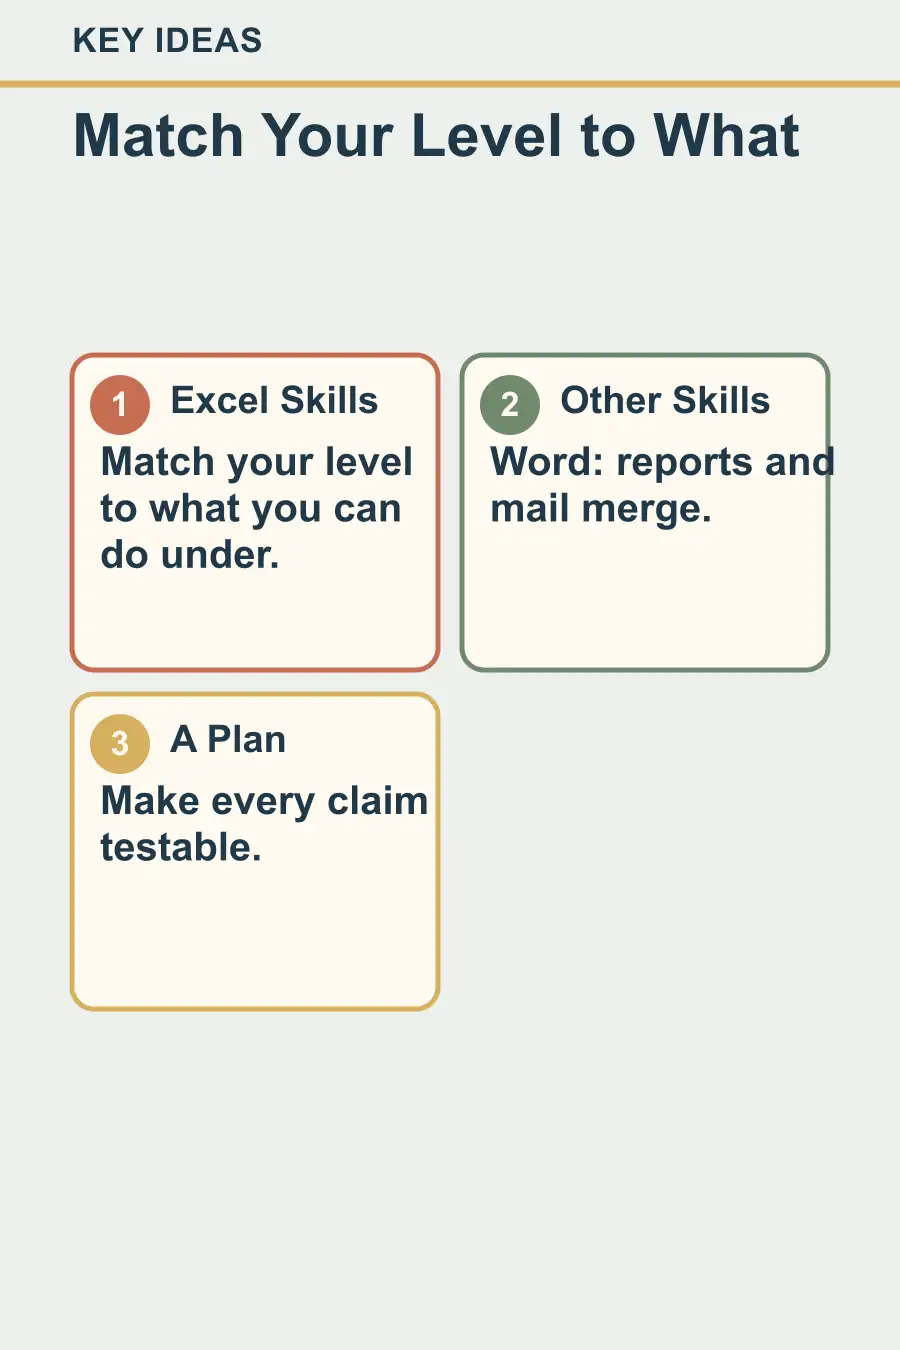 KEY IDEAS
Match Your Level to What
1
Excel Skills
Match your level
to what you can
do under.
2
Other Skills
Word: reports and
mail merge.
3
A Plan
Make every claim
testable.